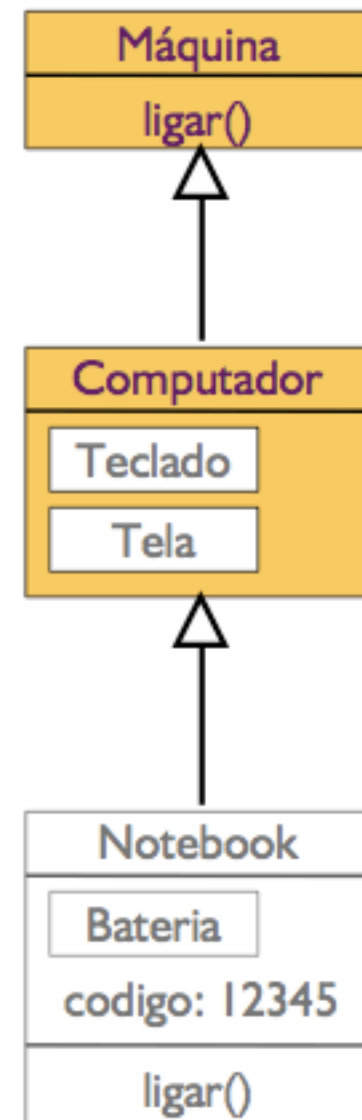 Máquina
ligar()
Computador
Teclado
Tela
Notebook
Bateria
codigo: 12345
ligar()